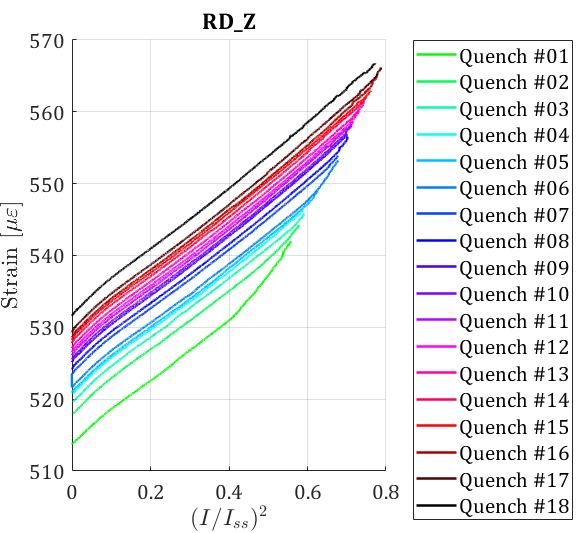 RD_Z
570
560
550
540
530
520
510
Strain [με]
0
0.2
0.4
0.6
0.8
(I/I_{ss})^2
Quench #01
Quench #02
Quench #03
Quench #04
Quench #05
Quench #06
Quench #07
Quench #08
Quench #09
Quench #10
Quench #11
Quench #12
Quench #13
Quench #14
Quench #15
Quench #16
Quench #17
Quench #18